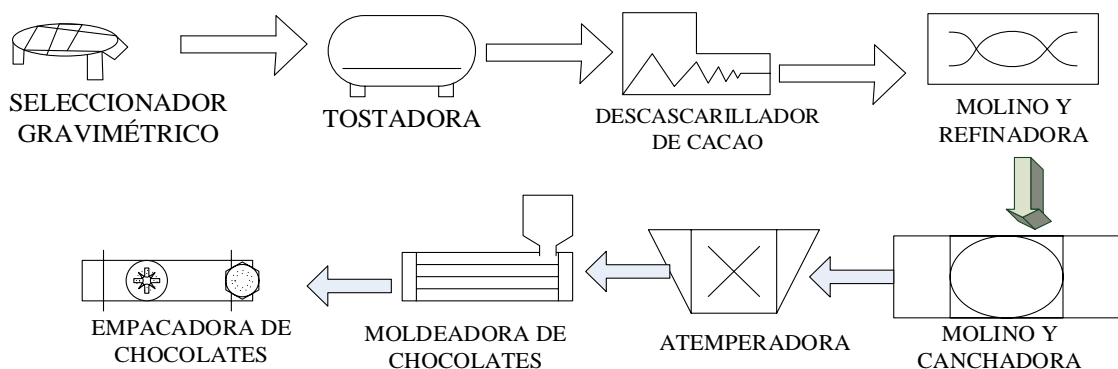 SELECCIONADOR
GRAVIMÉTRICO
TOSTADORA
DESCASCARILLADOR
DE CACAO
MOLINO Y
REFINADORA
EMPACADORA DE
CHOCOLATES
MOLDEADORA DE
CHOCOLATES
ATEMPERADORA
MOLINO Y
CANCHADORA